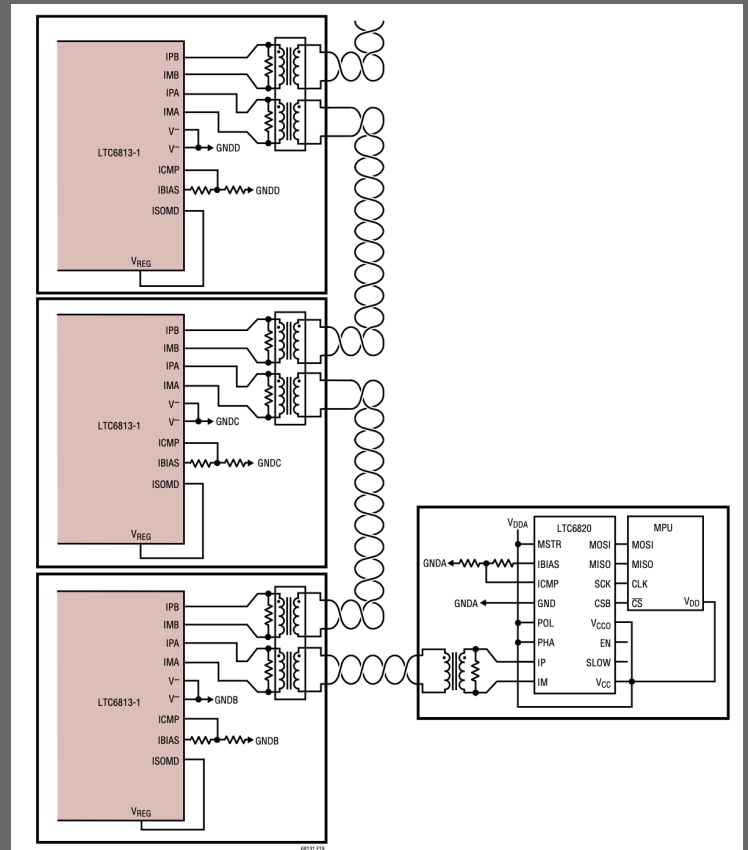 IPB
IMB
IPA
IMA
V–
V– GNDD
LTC6813-1
ICMP
IBIAS GNDD
ISOMD
VREG
IPB
IMB
IPA
IMA
V–
V– GNDC
LTC6813-1
ICMP
IBIAS GNDC
ISOMD
VREG
IPB
IMB
IPA
IMA
V–
V– GNDB
LTC6813-1
ICMP
IBIAS GNDB
ISOMD
VREG
VDDA LTC6820 MPU
MSTR MOSI MOSI
GNDA IBIAS MISO MISO
ICMP SCK CLK
GNDA GND CSB CS VDD
POL VCCO
PHA EN
IP SLOW
IM VCC
68131 F19